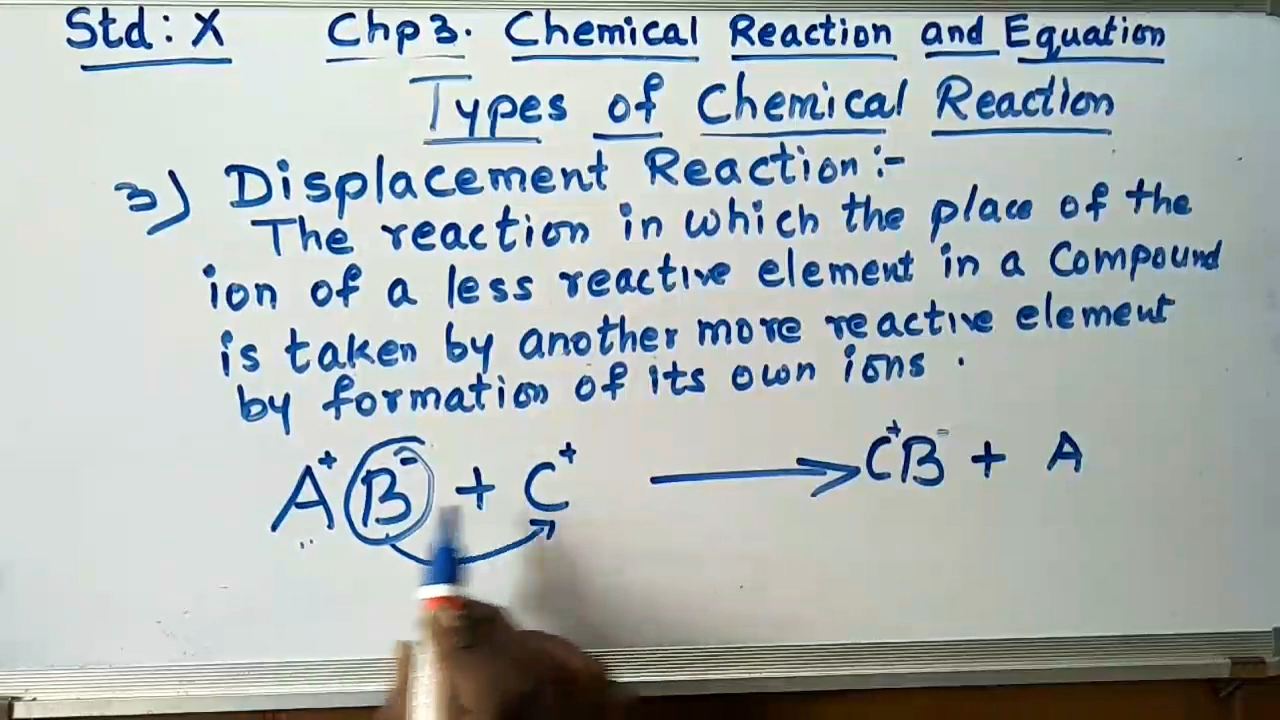 Std: X Chp 3. Chemical Reaction and Equation
Types of Chemical Reaction
3) Displacement Reaction:-
The reaction in which the place of the
ion of a less reactive element in a Compound
is taken by another more reactive element
by formation of its own ions.
A⁺B⁻ + C⁺ ⟶ C⁺B⁻ + A